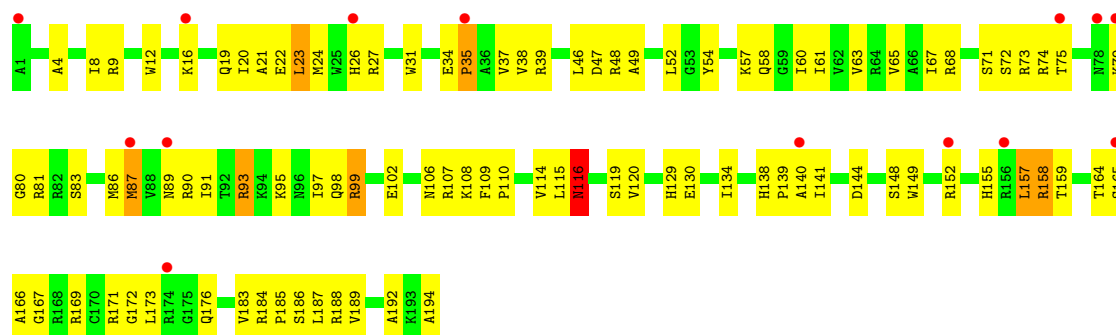 A1 A4 I8 R9 W12 K16 Q19 I20 A21 E22 L23 M24 W25 H26 R27 W31 E34 P35 A36 V37 V38 R39 L46 D47 R48 A49 L52 G53 Y54 K57 Q58 G59 I60 I61 V62 V63 R64 V65 A66 I67 R68 S71 S72 R73 R74 T75 N78
G80 R81 R82 S83 M86 M87 V88 N89 R90 I91 T92 R93 K94 K95 N96 I97 Q98 R99 E102 N106 R107 K108 F109 P110 V114 L115 N116 S119 V120 H129 E130 I134 H138 P139 A140 I141 D144 S148 W149 R152 H155 R156 L157 R158 T159 T164
A166 G167 R168 R169 C170 R171 G172 L173 R174 G175 Q176 V183 R184 P185 S186 L187 R188 V189 A192 K193 A194